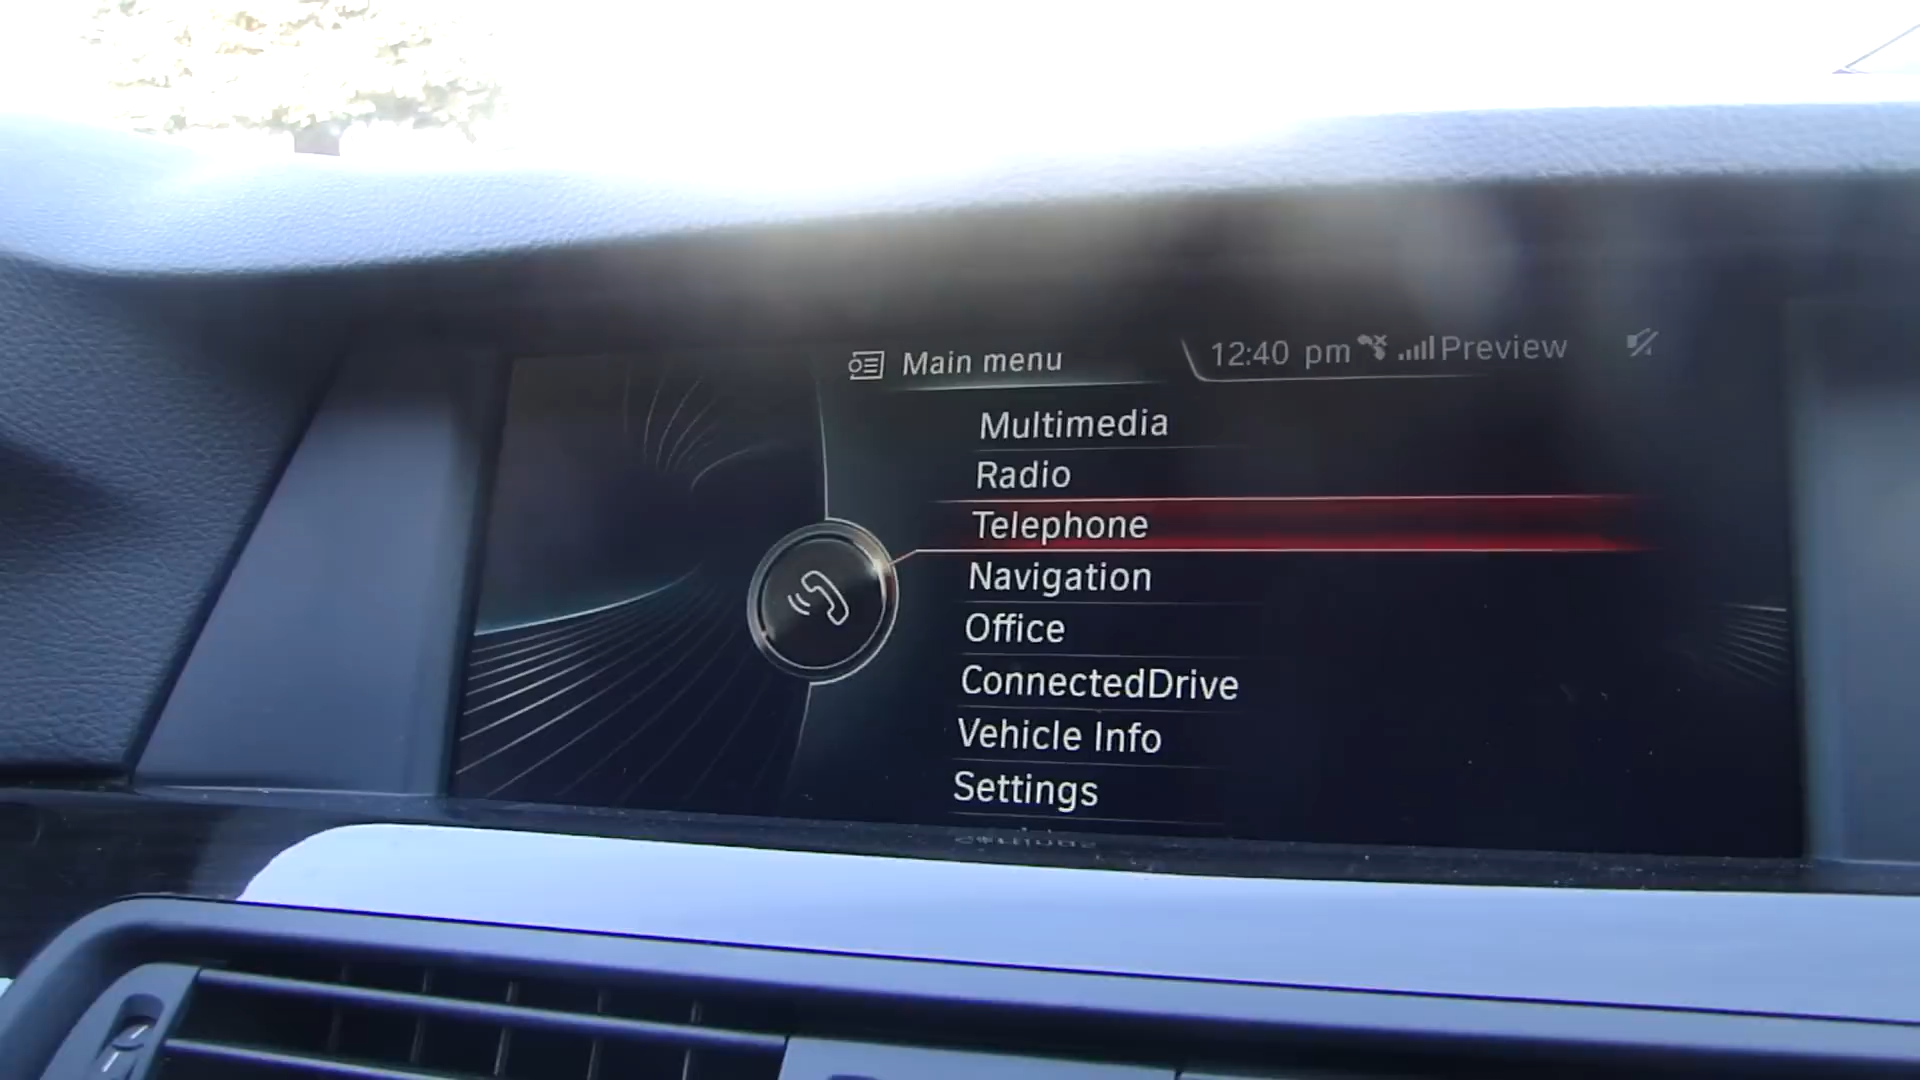 Main menu
12:40 pm Preview
Multimedia
Radio
Telephone
Navigation
Office
ConnectedDrive
Vehicle Info
Settings